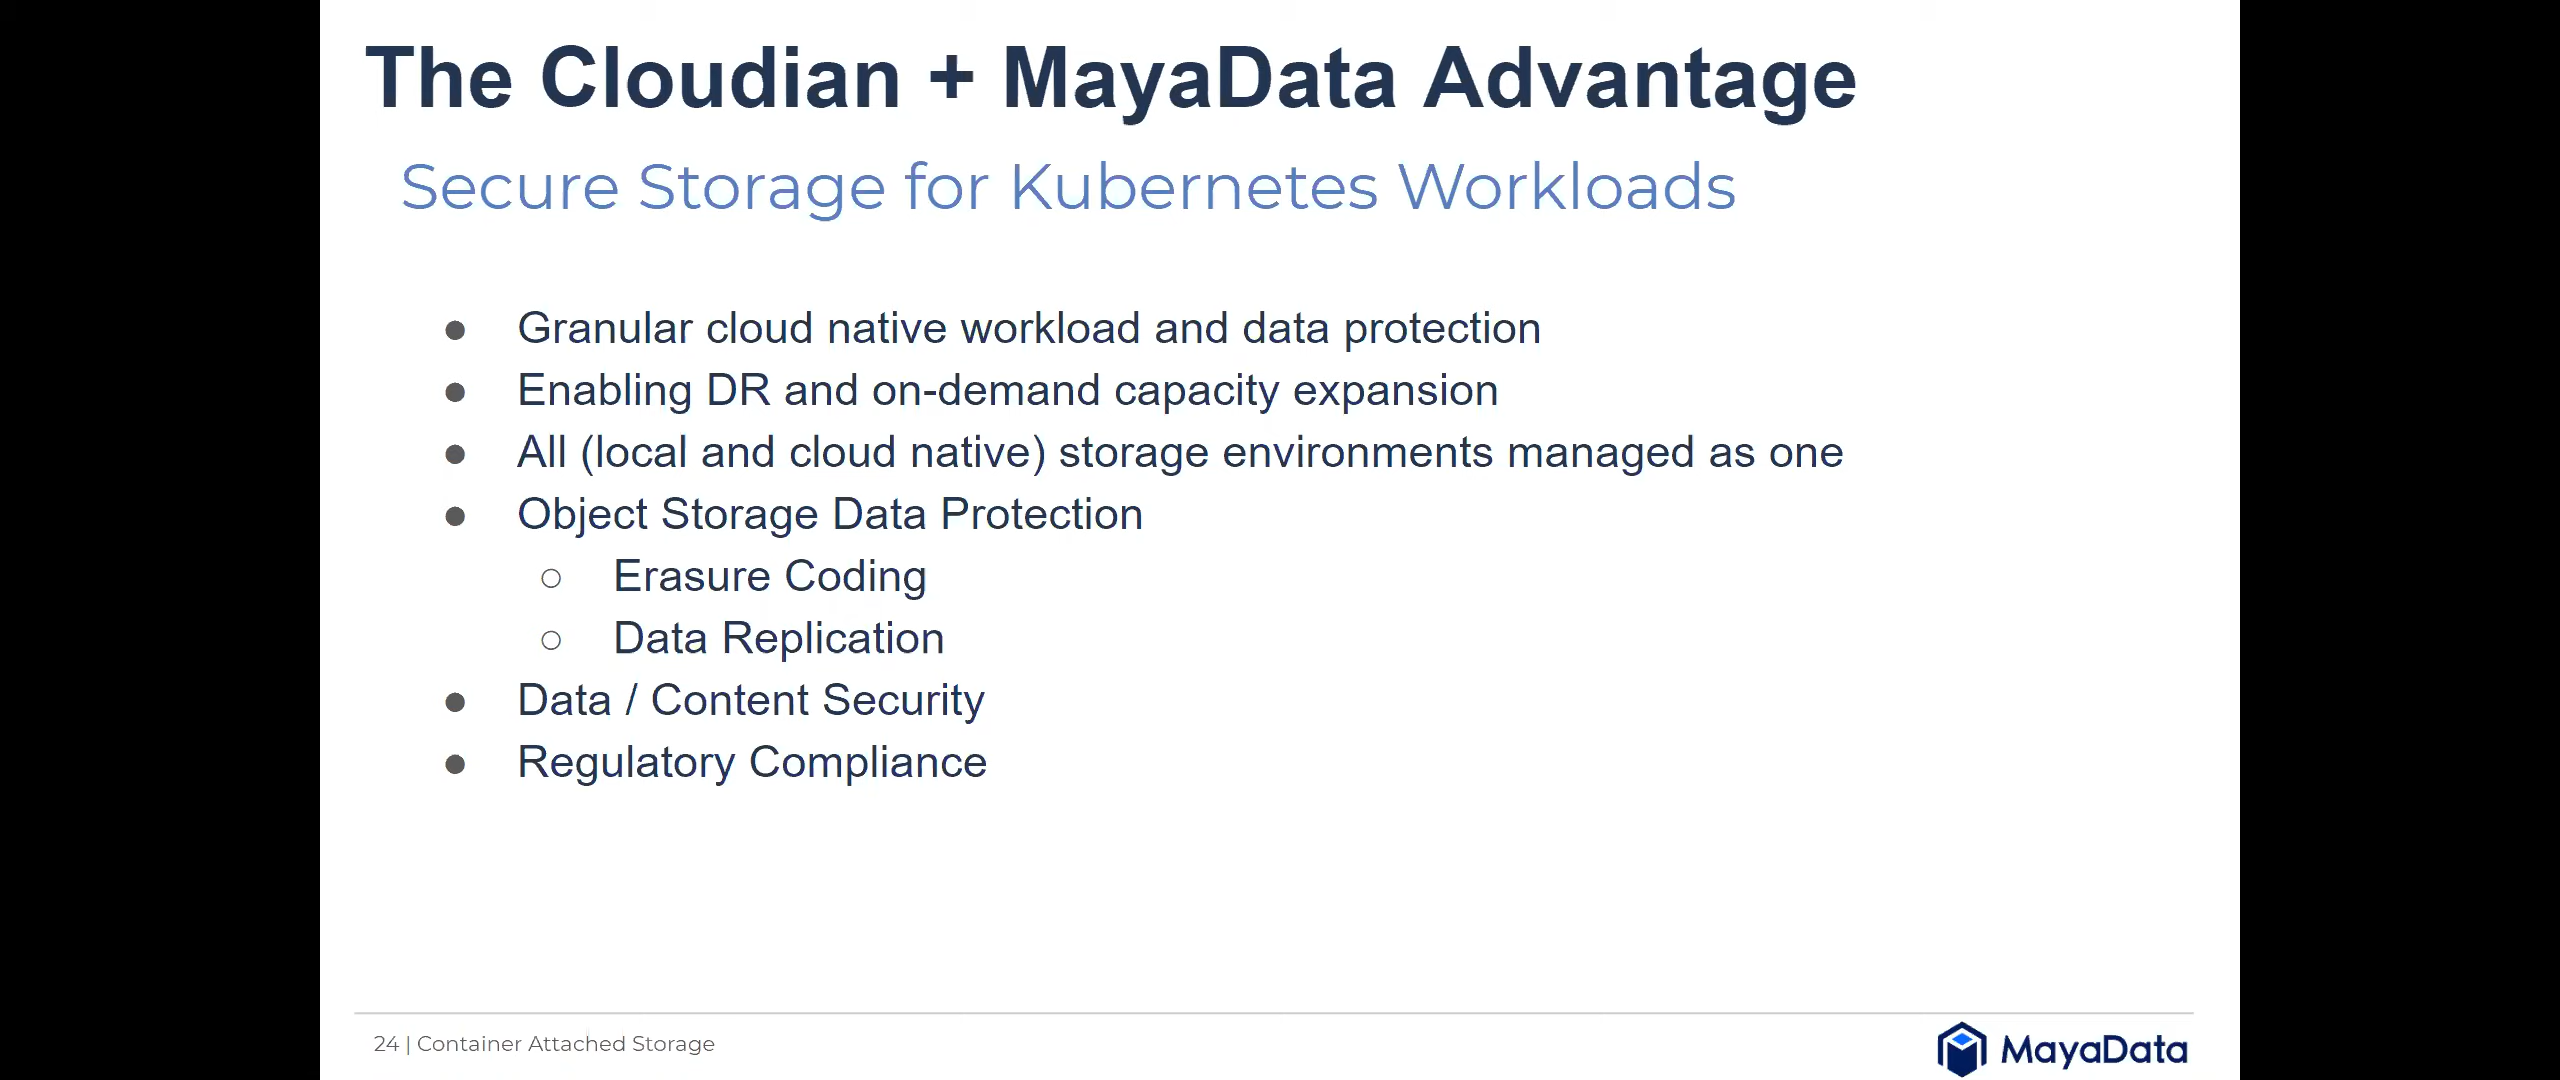 The Cloudian + MayaData Advantage
Secure Storage for Kubernetes Workloads
● Granular cloud native workload and data protection
● Enabling DR and on-demand capacity expansion
● All (local and cloud native) storage environments managed as one
● Object Storage Data Protection
○ Erasure Coding
○ Data Replication
● Data / Content Security
● Regulatory Compliance
24 | Container Attached Storage
MayaData